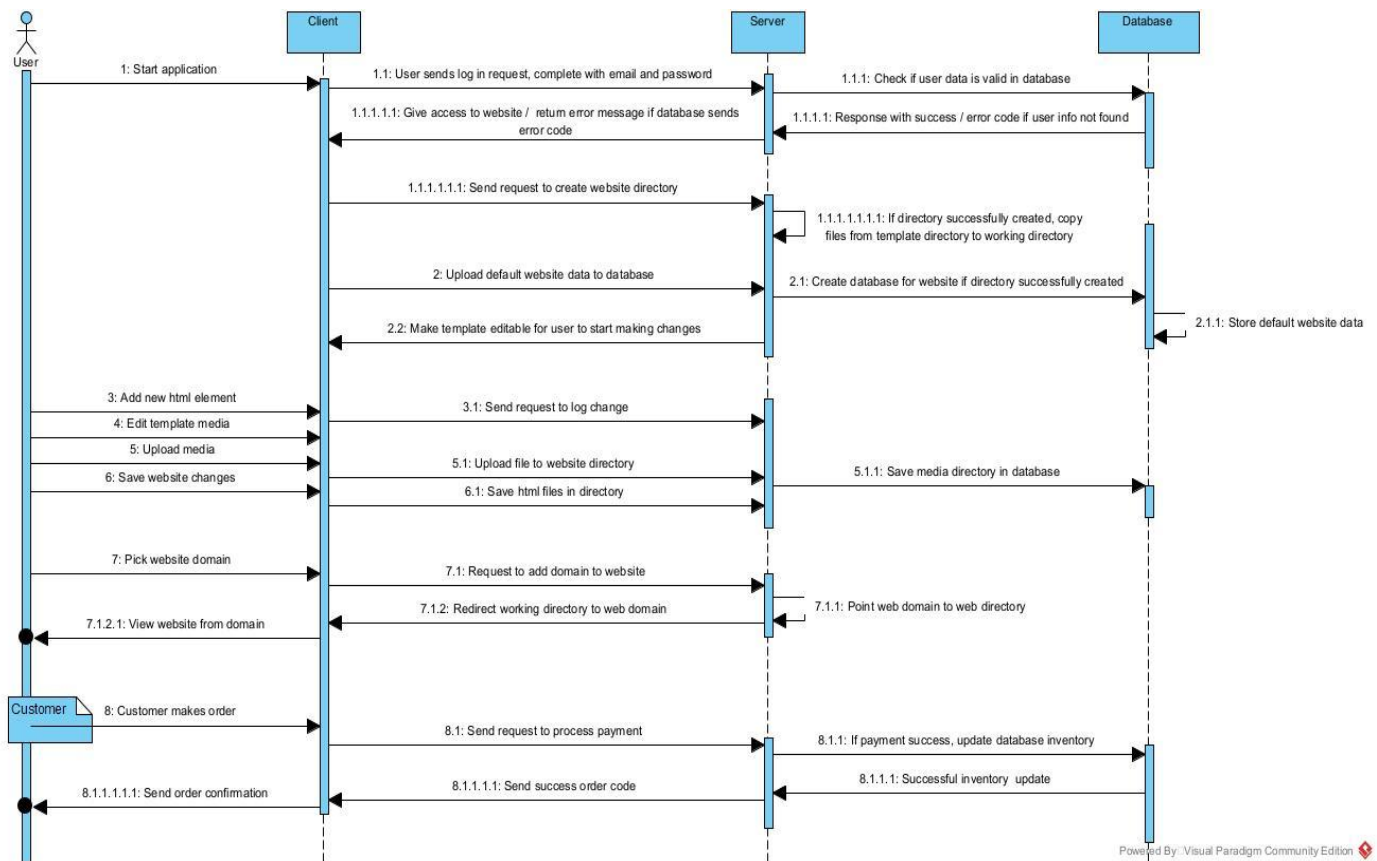 Client
Server
Database
User
1: Start application
1.1: User sends log in request, complete with email and password
1.1.1: Check if user data is valid in database
1.1.1.1.1: Give access to website / return error message if database sends
error code
1.1.1.1: Response with success / error code if user info not found
1.1.1.1.1.1: Send request to create website directory
1.1.1.1.1.1.1: If directory successfully created, copy
files from template directory to working directory
2: Upload default website data to database
2.1: Create database for website if directory successfully created
2.2: Make template editable for user to start making changes
2.1.1: Store default website data
3: Add new html element
3.1: Send request to log change
4: Edit template media
5: Upload media
5.1: Upload file to website directory
5.1.1: Save media directory in database
6: Save website changes
6.1: Save html files in directory
7: Pick website domain
7.1: Request to add domain to website
7.1.1: Point web domain to web directory
7.1.2: Redirect working directory to web domain
7.1.2.1: View website from domain
Customer
8: Customer makes order
8.1: Send request to process payment
8.1.1: If payment success, update database inventory
8.1.1.1: Successful inventory update
8.1.1.1.1: Send success order code
8.1.1.1.1.1: Send order confirmation
Powered By Visual Paradigm Community Edition